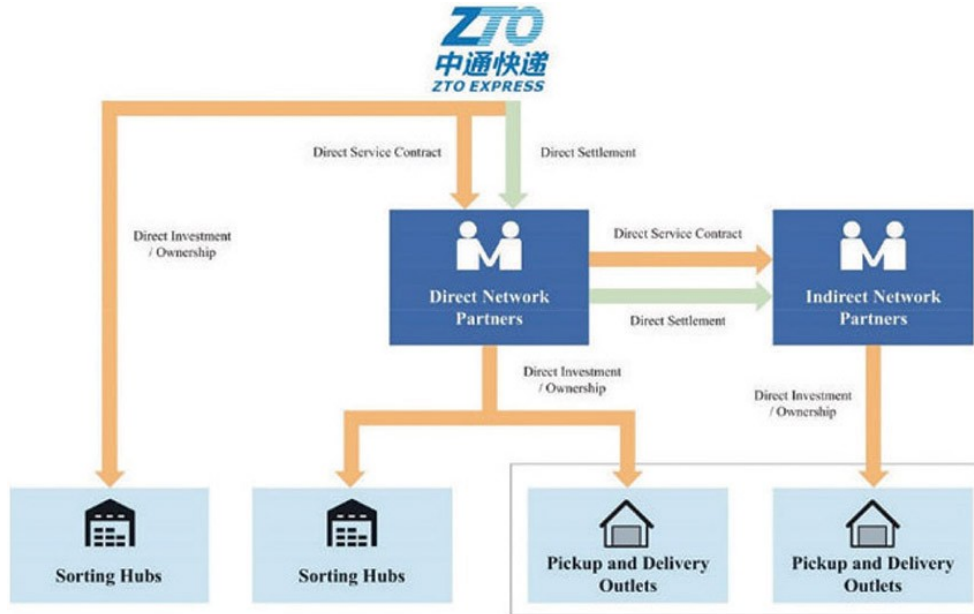 ZTO
中通快递
ZTO EXPRESS
Direct Service Contract
Direct Settlement
Direct Investment
/ Ownership
Direct Network
Partners
Direct Service Contract
Direct Settlement
Indirect Network
Partners
Direct Investment
/ Ownership
Direct Investment
/ Ownership
Sorting Hubs
Sorting Hubs
Pickup and Delivery
Outlets
Pickup and Delivery
Outlets